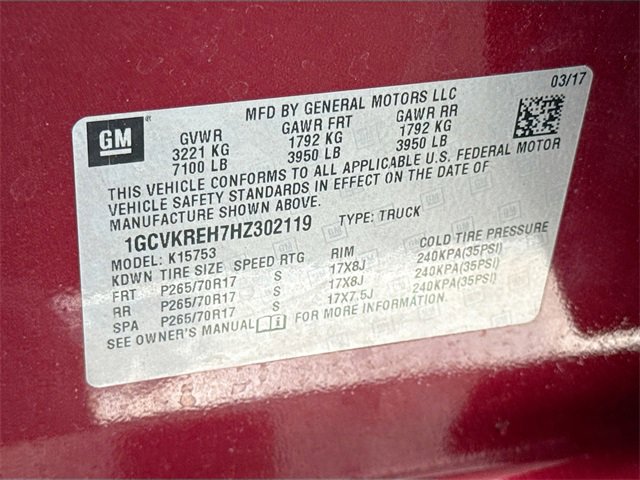 GM ®
MFD BY GENERAL MOTORS LLC 03/17
GVWR GAWR FRT GAWR RR
3221 KG 1792 KG 1792 KG
7100 LB 3950 LB 3950 LB
THIS VEHICLE CONFORMS TO ALL APPLICABLE U.S. FEDERAL MOTOR
VEHICLE SAFETY STANDARDS IN EFFECT ON THE DATE OF
MANUFACTURE SHOWN ABOVE.
1GCVKREH7HZ302119 TYPE: TRUCK
MODEL: K15753
KDWN TIRE SIZE SPEED RTG RIM COLD TIRE PRESSURE
FRT P265/70R17 S 17X8J 240KPA(35PSI)
RR P265/70R17 S 17X8J 240KPA(35PSI)
SPA P265/70R17 S 17X7.5J 240KPA(35PSI)
SEE OWNER'S MANUAL FOR MORE INFORMATION